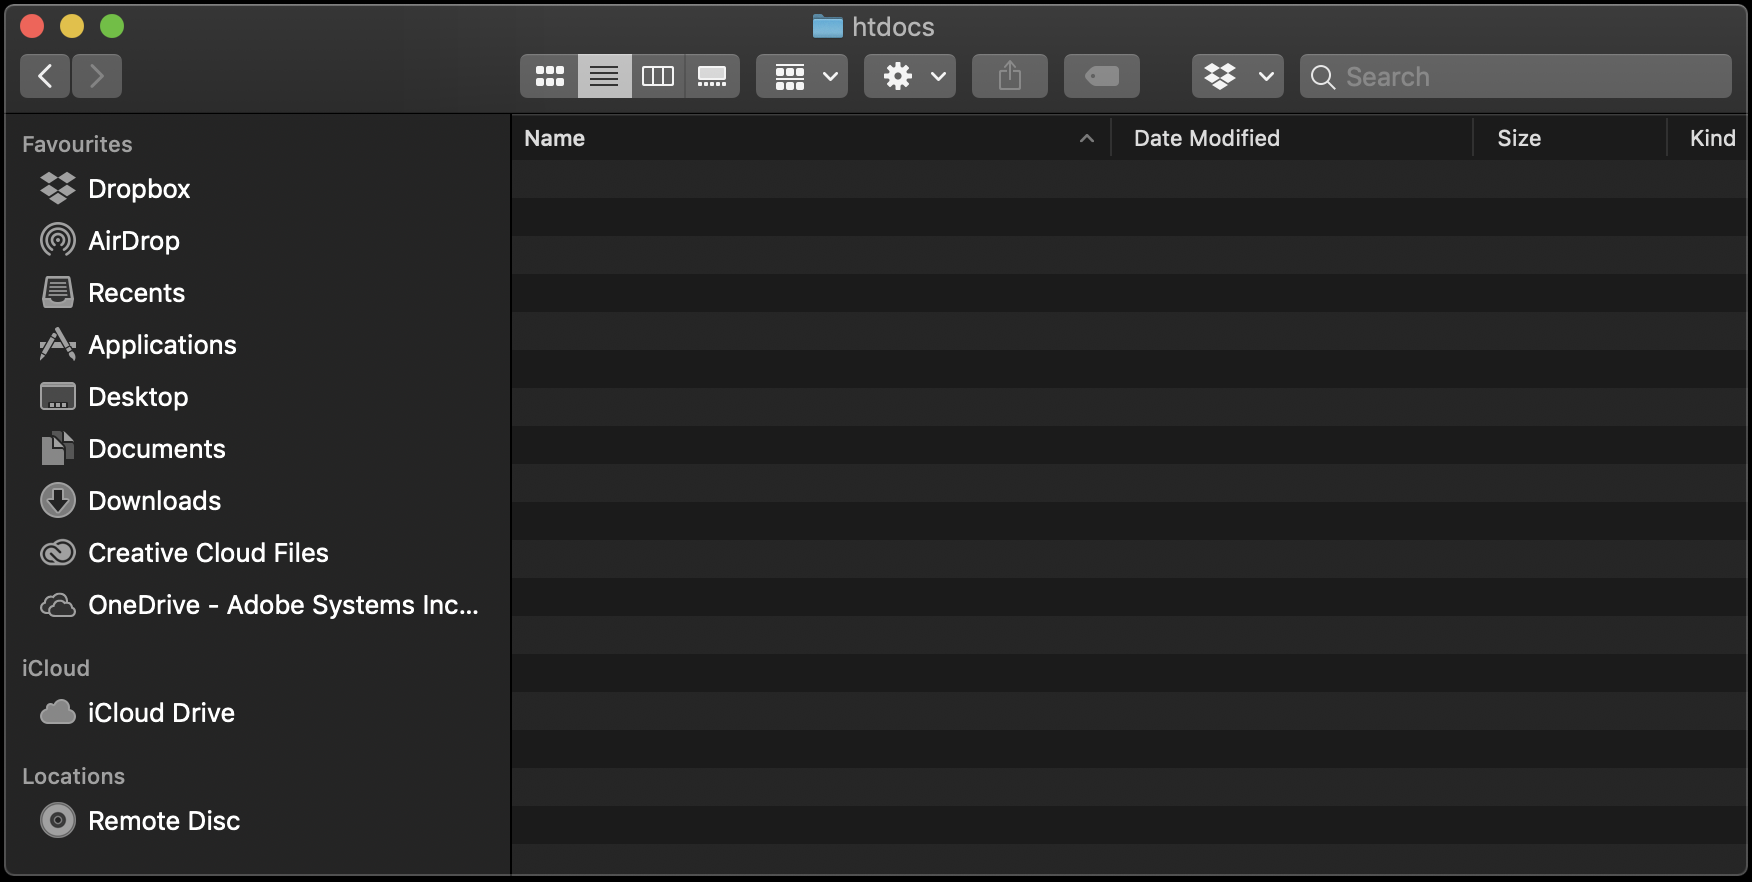 htdocs
Search
Favourites
Dropbox
AirDrop
Recents
Applications
Desktop
Documents
Downloads
Creative Cloud Files
OneDrive - Adobe Systems Inc...
iCloud
iCloud Drive
Locations
Remote Disc
Name Date Modified Size Kind